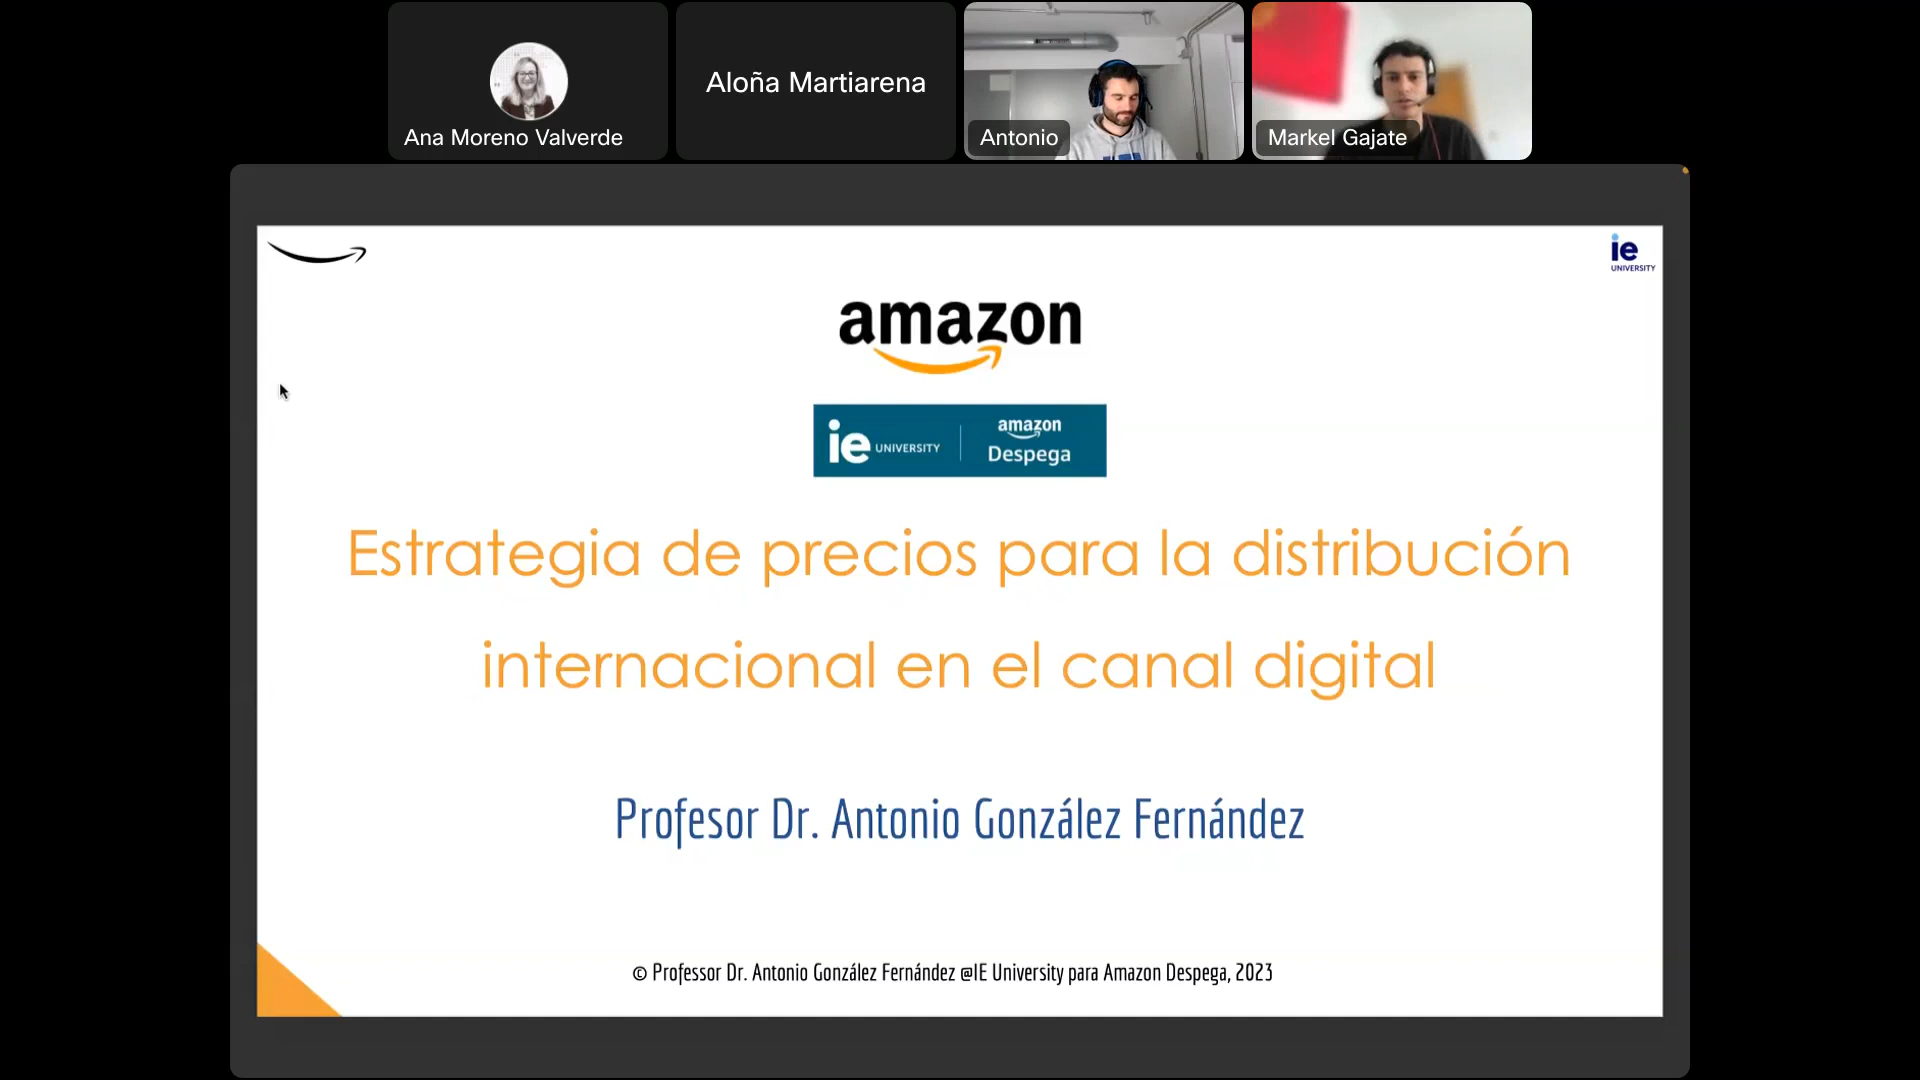 Ana Moreno Valverde
Aloña Martiarena
Antonio
Markel Gajate
ie
UNIVERSITY
amazon
ie UNIVERSITY
amazon
Despega
Estrategia de precios para la distribución
internacional en el canal digital
Profesor Dr. Antonio González Fernández
© Professor Dr. Antonio González Fernández @IE University para Amazon Despega, 2023